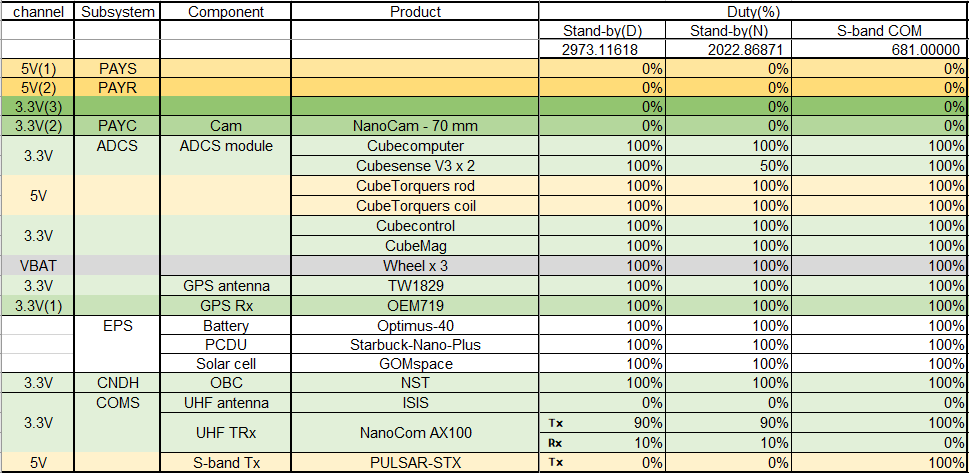 channel Subsystem Component Product Duty(%)
Stand-by(D) Stand-by(N) S-band COM
2973.11618 2022.86871 681.00000
5V(1) PAYS 0% 0% 0%
5V(2) PAYR 0% 0% 0%
3.3V(3) 0% 0% 0%
3.3V(2) PAYC Cam NanoCam - 70 mm 0% 0% 0%
3.3V ADCS ADCS module Cubecomputer 100% 100% 100%
Cubesense V3 x 2 100% 50% 100%
5V CubeTorquers rod 100% 100% 100%
CubeTorquers coil 100% 100% 100%
3.3V Cubecontrol 100% 100% 100%
CubeMag 100% 100% 100%
VBAT Wheel x 3 100% 100% 100%
3.3V GPS antenna TW1829 100% 100% 100%
3.3V(1) GPS Rx OEM719 100% 100% 100%
EPS Battery Optimus-40 100% 100% 100%
PCDU Starbuck-Nano-Plus 100% 100% 100%
Solar cell GOMspace 100% 100% 100%
3.3V CNDH OBC NST 100% 100% 100%
3.3V COMS UHF antenna ISIS 0% 0% 0%
UHF TRx NanoCom AX100 Tx 90% 90% 100%
Rx 10% 10% 0%
5V S-band Tx PULSAR-STX Tx 0% 0% 100%